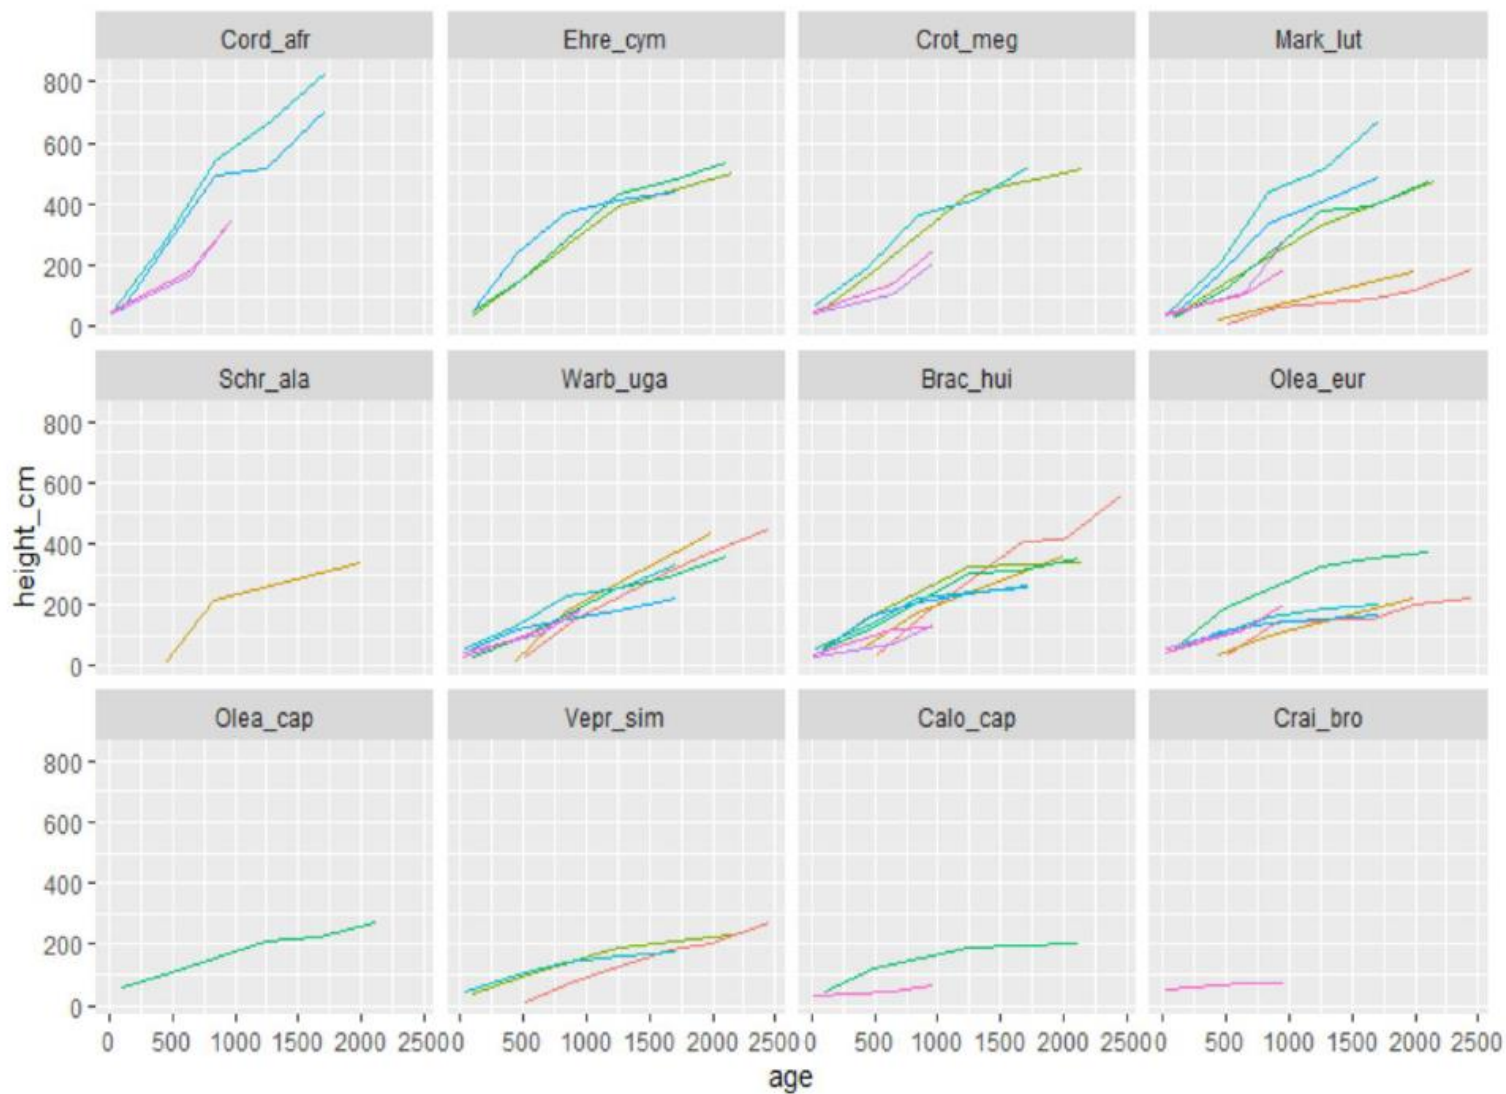 Cord_afr Ehre_cym Crot_meg Mark_lut
800
600
400
200
0
Schr_ala Warb_uga Brac_hui Olea_eur
height_cm
800
600
400
200
0
Olea_cap Vepr_sim Calo_cap Crai_bro
800
600
400
200
0
0 500 1000 1500 2000 2500 0 500 1000 1500 2000 2500 0 500 1000 1500 2000 2500 0 500 1000 1500 2000 2500
age